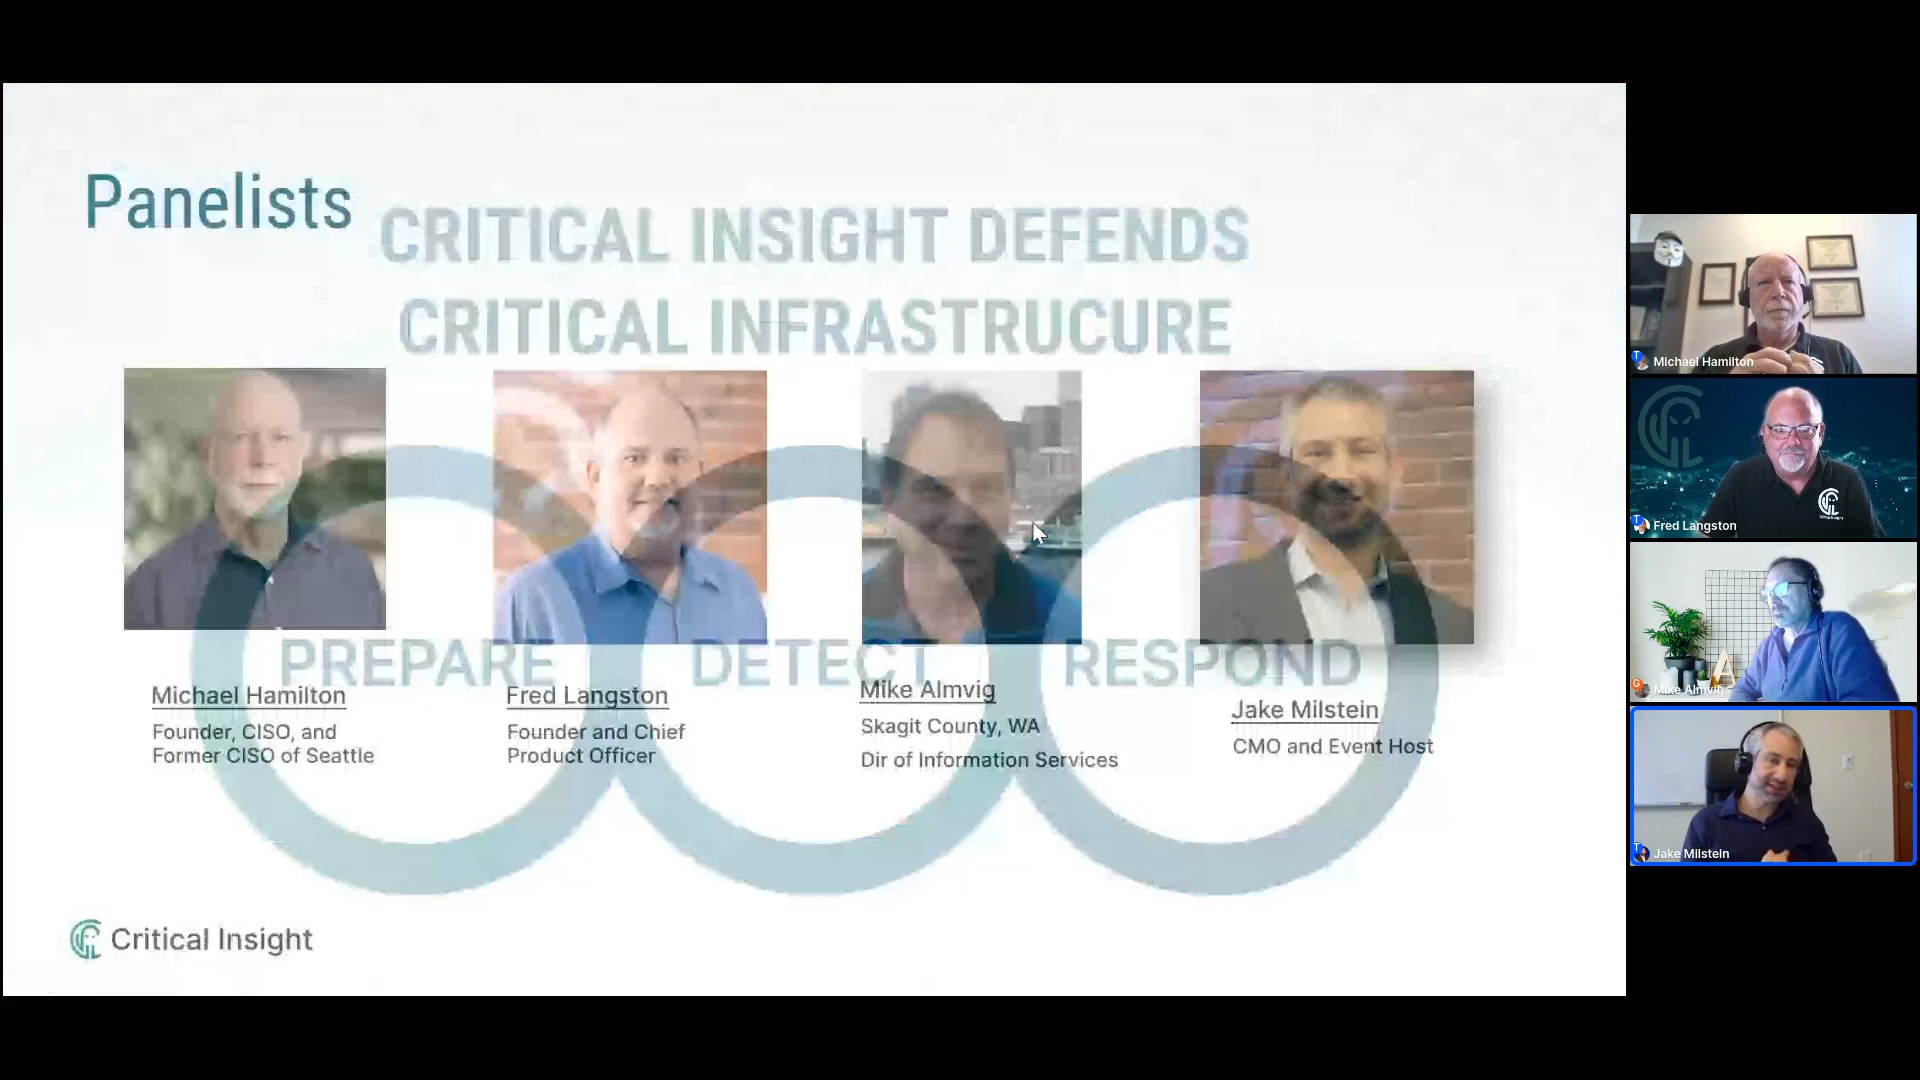 Panelists
CRITICAL INSIGHT DEFENDS
CRITICAL INFRASTRUCURE
PREPARE
DETECT
RESPOND
Michael Hamilton
Founder, CISO, and
Former CISO of Seattle
Fred Langston
Founder and Chief
Product Officer
Mike Almvig
Skagit County, WA
Dir of Information Services
Jake Milstein
CMO and Event Host
Critical Insight
Michael Hamilton
Fred Langston
Mike Almvig
Jake Milstein